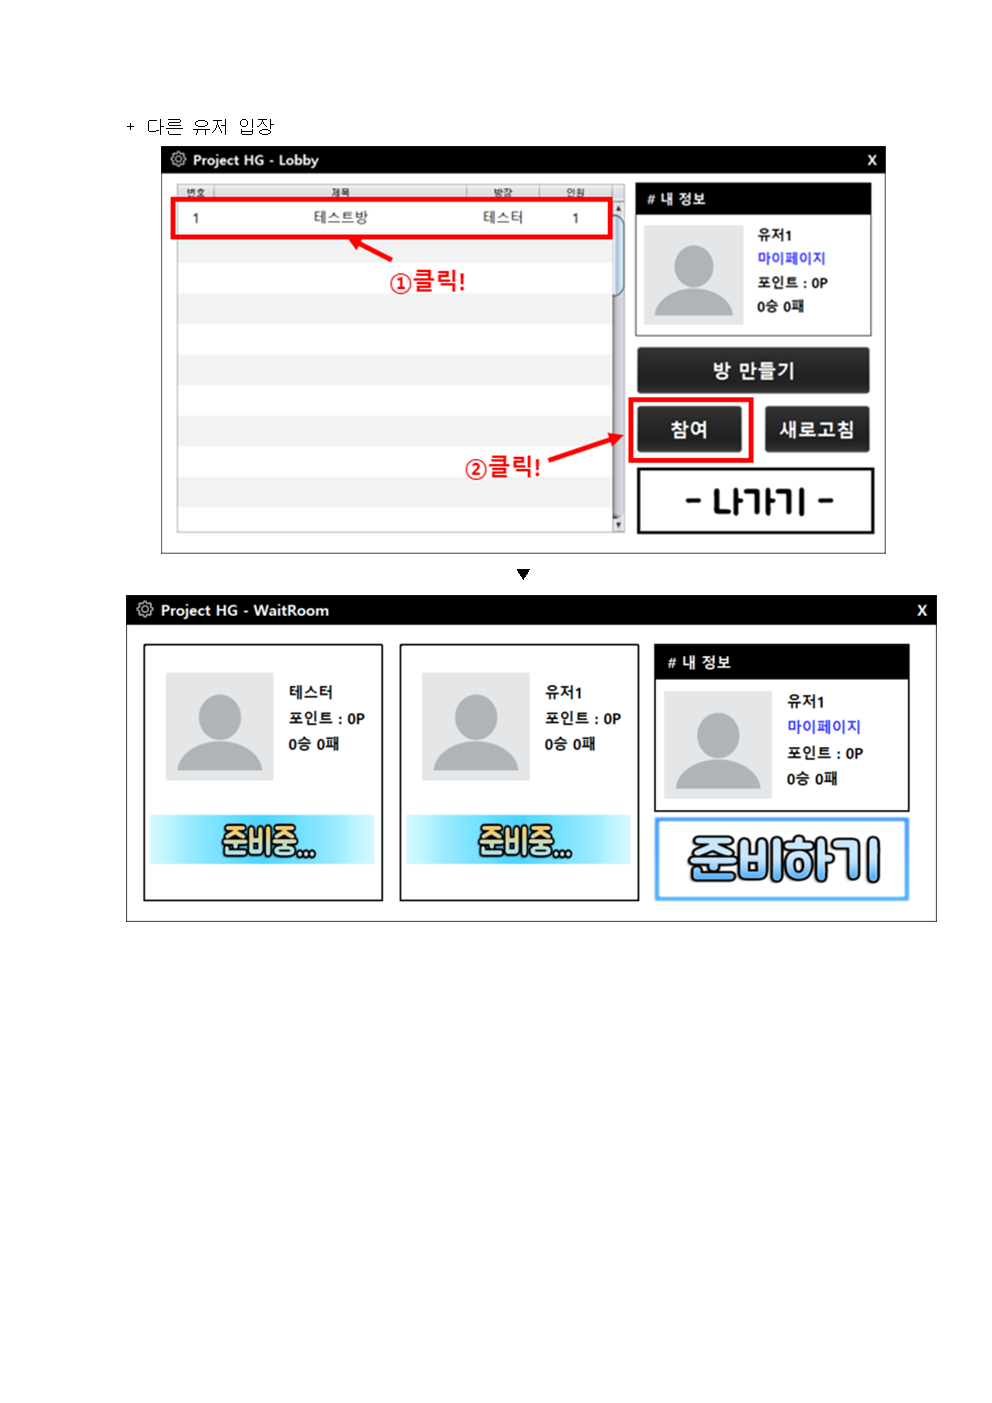 + 다른 유저 입장
Project HG - Lobby X
번호 제목 방장 인원
1 테스트방 테스터 1
①클릭!
# 내 정보
유저1
마이페이지
포인트 : 0P
0승 0패
방 만들기
참여 새로고침
②클릭!
- 나가기 -
▼
Project HG - WaitRoom X
테스터
포인트 : 0P
0승 0패
준비중...
유저1
포인트 : 0P
0승 0패
준비중...
# 내 정보
유저1
마이페이지
포인트 : 0P
0승 0패
준비하기